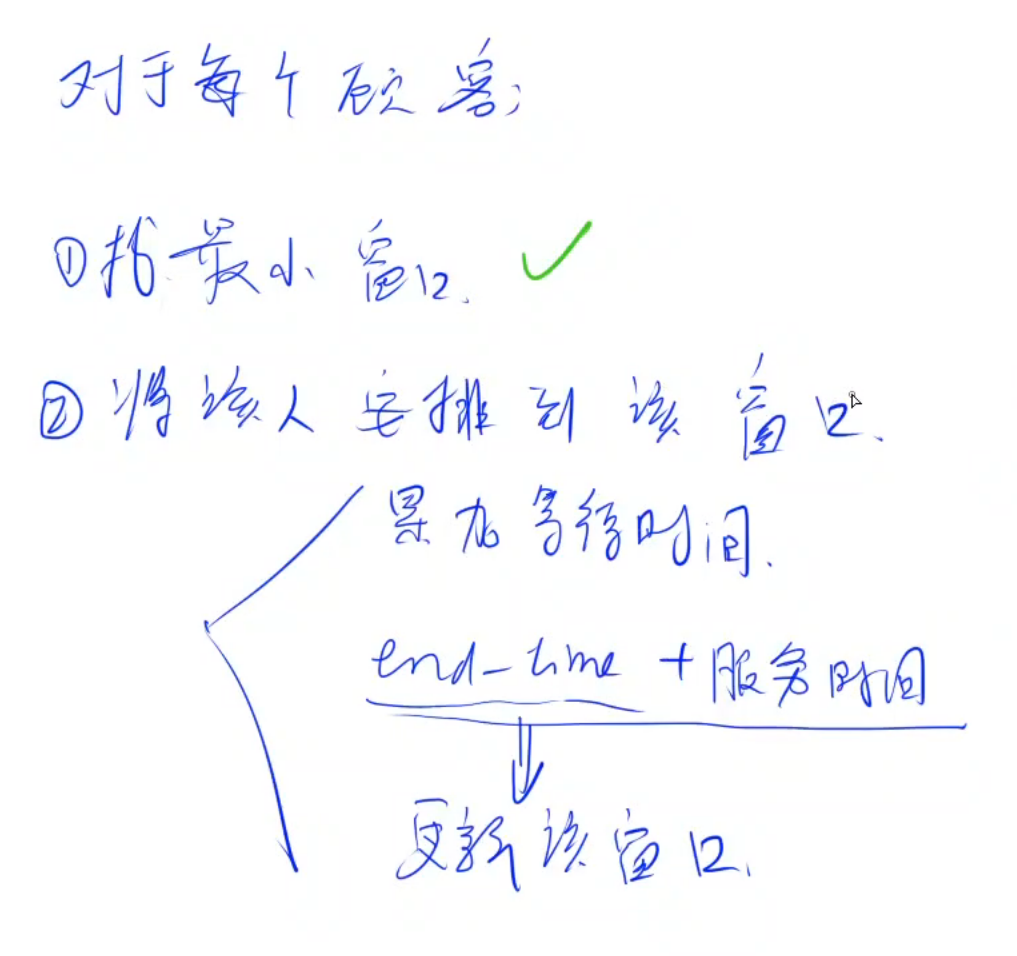 对于每个顾客；
①找最小窗口.
②将该人安排到该窗口.
累加等待时间.
end_time + 服务时间
更新该窗口.